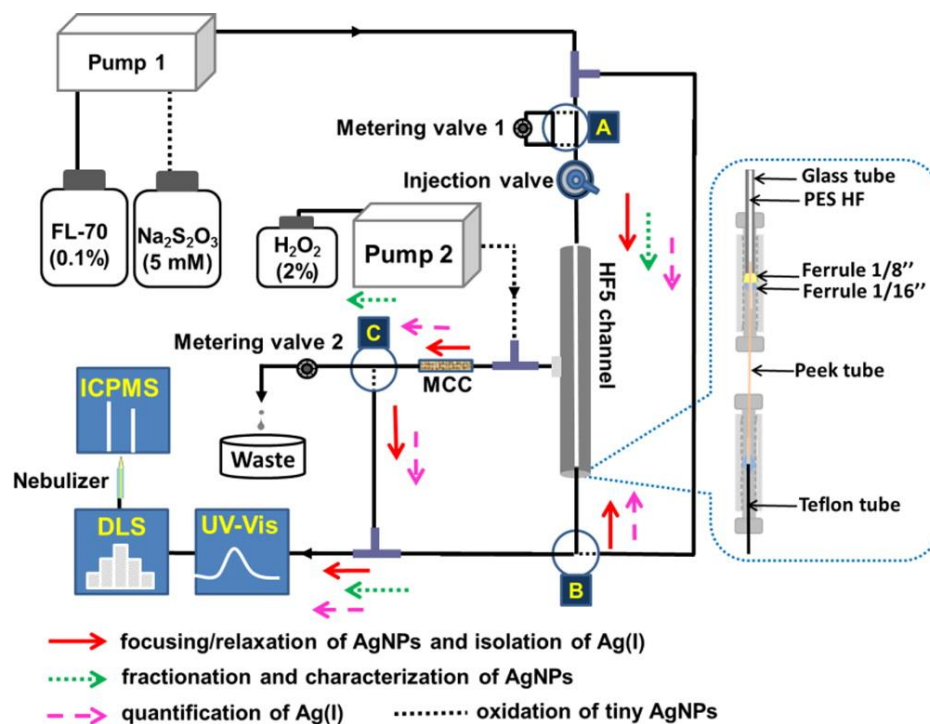 Pump 1
Metering valve 1
A
Injection valve
FL-70
(0.1%)
Na₂S₂O₃
(5 mM)
H₂O₂
(2%)
Pump 2
HF5 channel
Glass tube
PES HF
Ferrule 1/8’’
Ferrule 1/16’’
Peek tube
Teflon tube
C
Metering valve 2
MCC
Waste
ICPMS
Nebulizer
DLS
UV-Vis
B
focusing/relaxation of AgNPs and isolation of Ag(I)
fractionation and characterization of AgNPs
quantification of Ag(I)
oxidation of tiny AgNPs